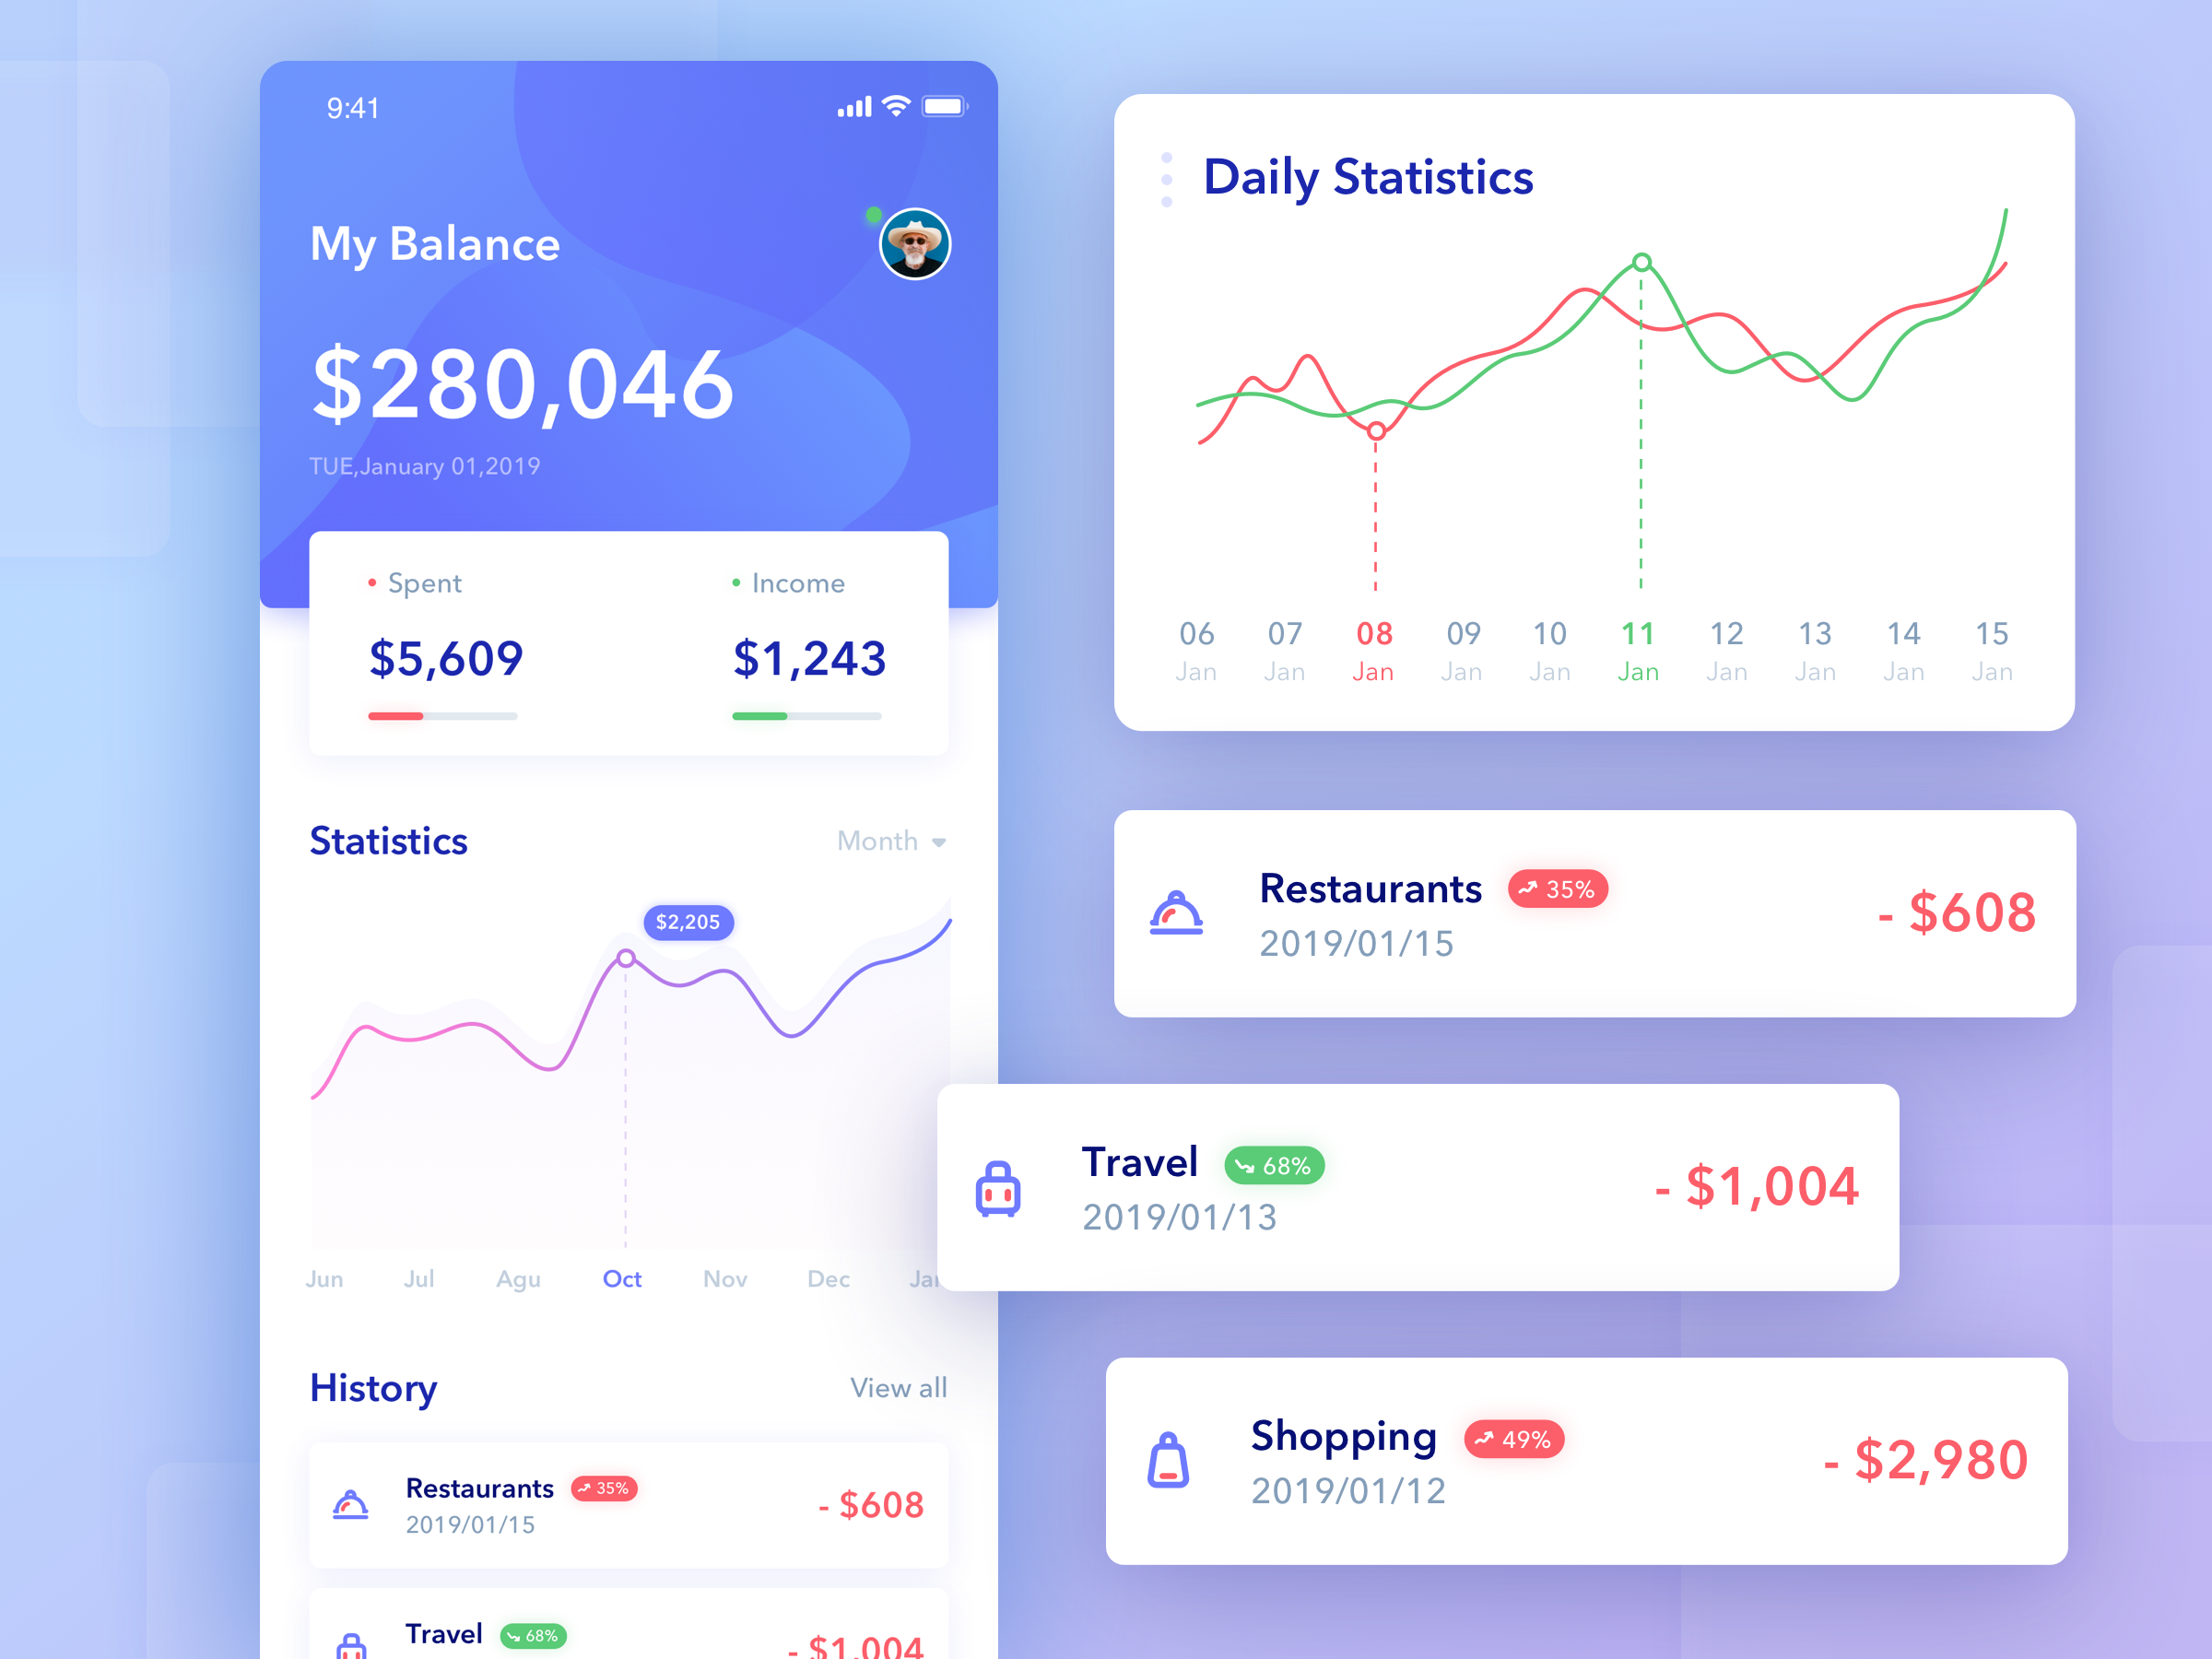 9:41
My Balance
$280,046
TUE,January 01,2019
Spent
Income
$5,609
$1,243
Statistics
Month
$2,205
Jun Jul Agu Oct Nov Dec Jan
History
View all
Restaurants 35%
2019/01/15
- $608
Travel 68%
- $1,004
Daily Statistics
06 07 08 09 10 11 12 13 14 15
Jan Jan Jan Jan Jan Jan Jan Jan Jan Jan
Restaurants 35%
2019/01/15
- $608
Travel 68%
2019/01/13
- $1,004
Shopping 49%
2019/01/12
- $2,980